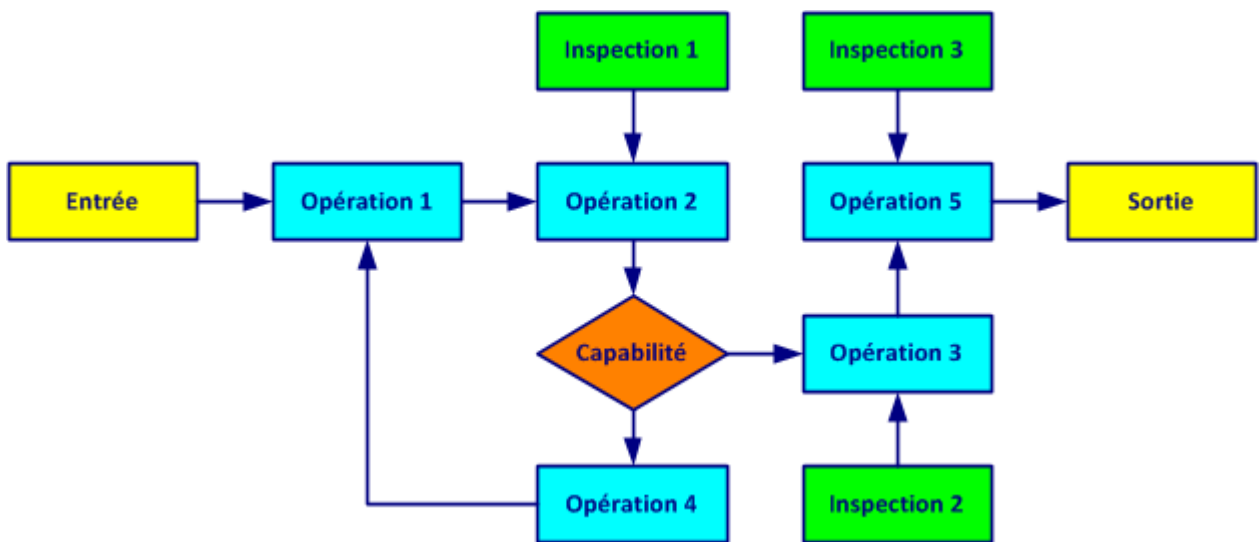 Inspection 1
Inspection 3
Entrée
Opération 1
Opération 2
Opération 5
Sortie
Capabilité
Opération 3
Opération 4
Inspection 2